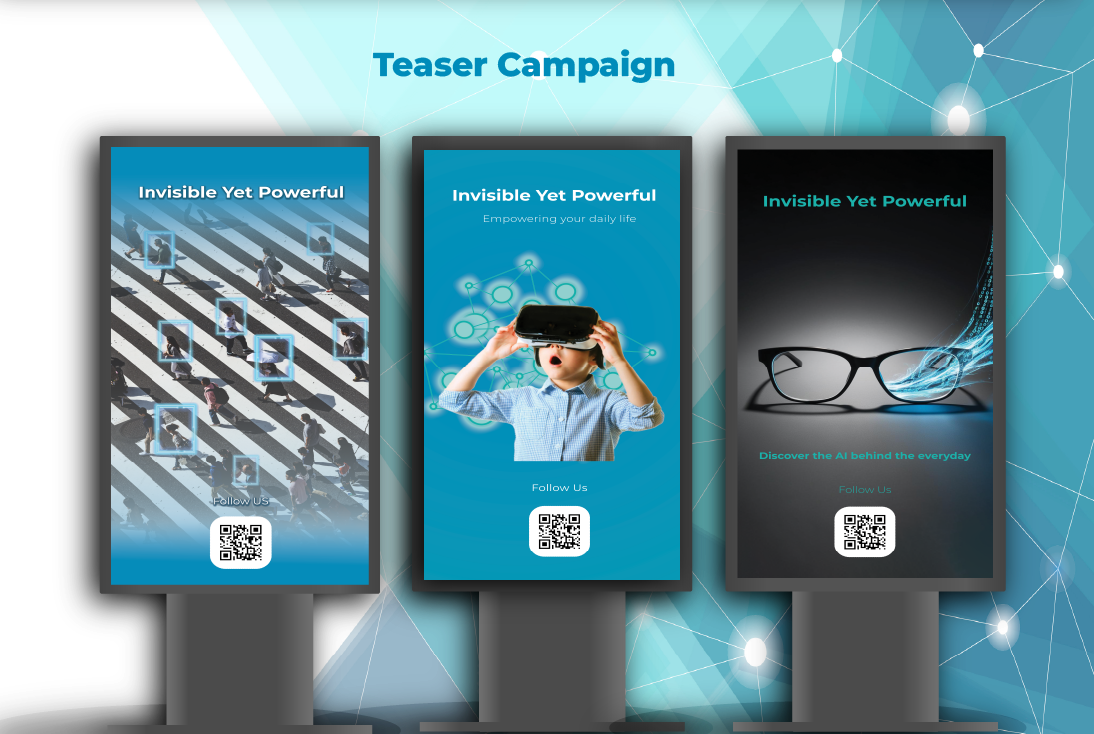 Teaser Campaign
Invisible Yet Powerful
Follow Us
Invisible Yet Powerful
Empowering your daily life
Follow Us
Invisible Yet Powerful
Discover the AI behind the everyday
Follow Us